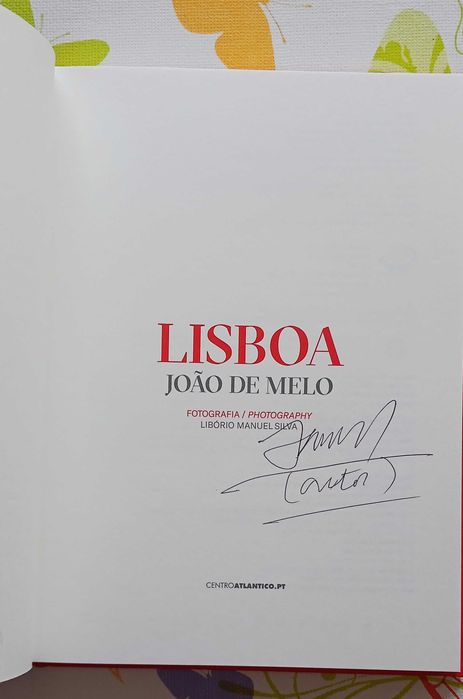 LISBOA
JOÃO DE MELO
FOTOGRAFIA / PHOTOGRAPHY
LIBÓRIO MANUEL SILVA
(autor)
CENTROATLANTICO.PT